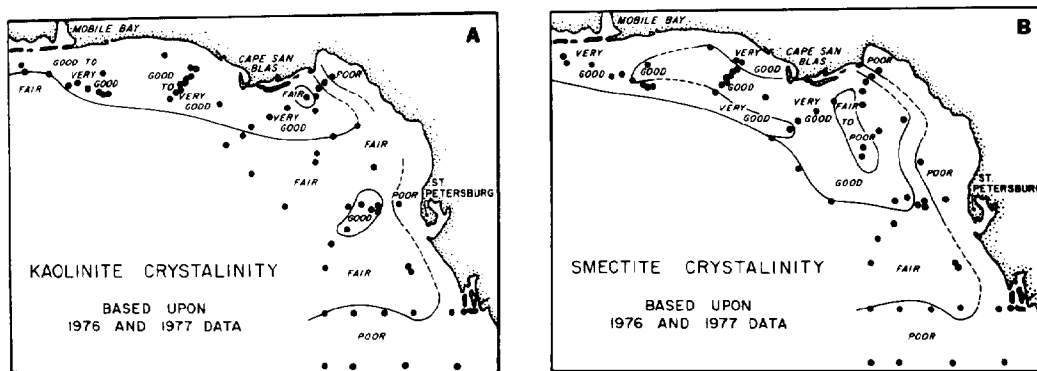 A
MOBILE BAY
GOOD TO
VERY
GOOD
FAIR
GOOD
TO
VERY
GOOD
CAPE SAN
BLAS
POOR
FAIR
VERY
GOOD
FAIR
FAIR
POOR
ST.
PETERSBURG
GOOD
KAOLINITE CRYSTALINITY
FAIR
BASED UPON
1976 AND 1977 DATA
POOR
B
MOBILE BAY
VERY
GOOD
GOOD
VERY
GOOD
GOOD
VERY
GOOD
CAPE SAN
BLAS
POOR
VERY
GOOD
FAIR
TO
POOR
GOOD
POOR
ST.
PETERSBURG
SMECTITE CRYSTALINITY
FAIR
BASED UPON
1976 AND 1977 DATA
POOR